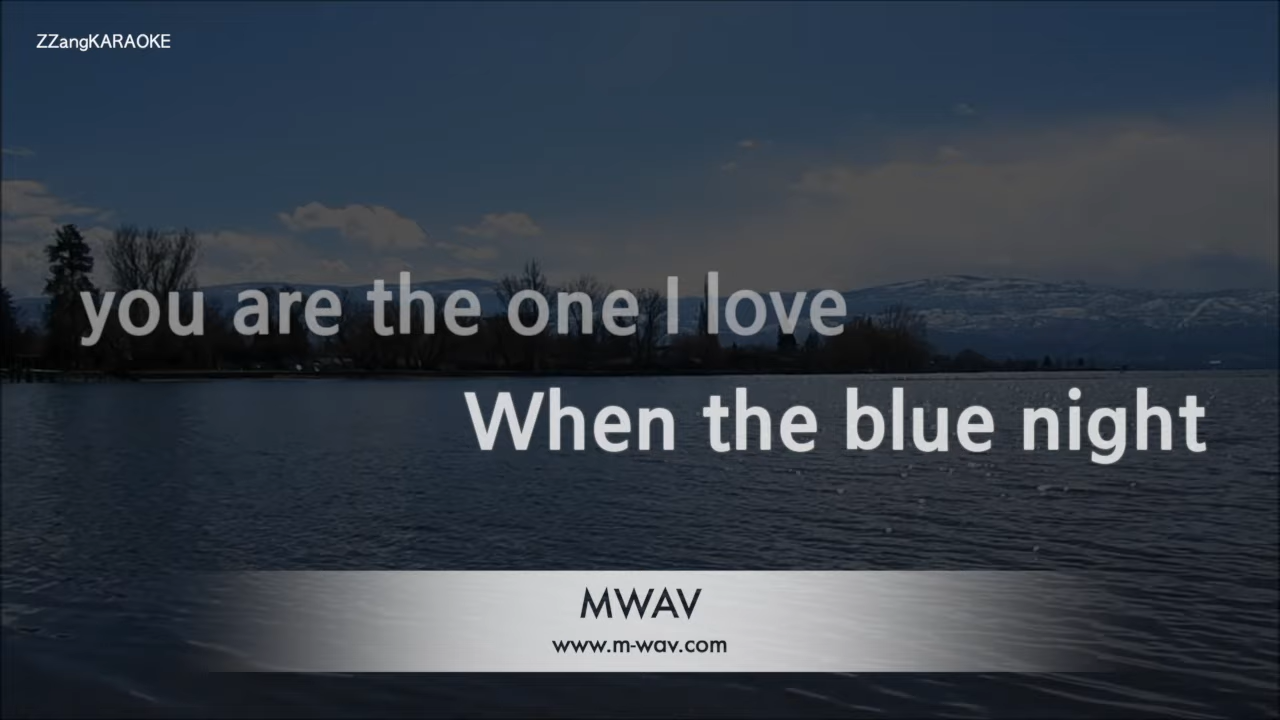 ZZangKARAOKE
you are the one I love
When the blue night
MWAV
www.m-wav.com